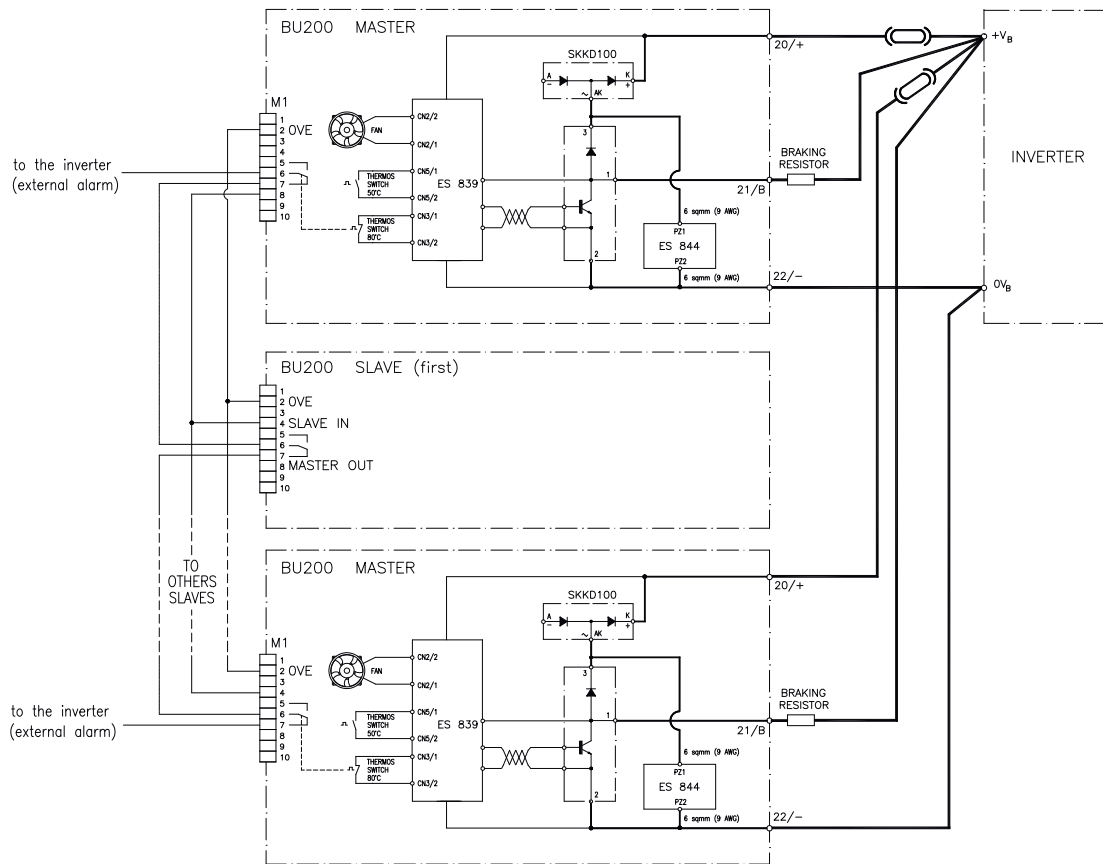 BU200 MASTER
M1
1
2 OVE
3
4
5
6
7
8
9
10
to the inverter
(external alarm)
FAN
CN2/2
CN2/1
THERMOS
SWITCH
50°C
CN5/1
CN5/2
THERMOS
SWITCH
80°C
CN3/1
CN3/2
ES 839
SKKD100
A
-
K
+
~ AK
3
1
2
6 sqmm (9 AWG)
PZ1
ES 844
PZ2
6 sqmm (9 AWG)
20/+
21/B
22/-
BRAKING
RESISTOR
+VB
INVERTER
0VB
BU200 SLAVE (first)
1
2 OVE
3
4 SLAVE IN
5
6
7
8 MASTER OUT
9
10
TO
OTHERS
SLAVES
BU200 MASTER
M1
1
2 OVE
3
4
5
6
7
8
9
10
to the inverter
(external alarm)
FAN
CN2/2
CN2/1
THERMOS
SWITCH
50°C
CN5/1
CN5/2
THERMOS
SWITCH
80°C
CN3/1
CN3/2
ES 839
SKKD100
A
-
K
+
~ AK
3
1
2
6 sqmm (9 AWG)
PZ1
ES 844
PZ2
6 sqmm (9 AWG)
20/+
21/B
22/-
BRAKING
RESISTOR